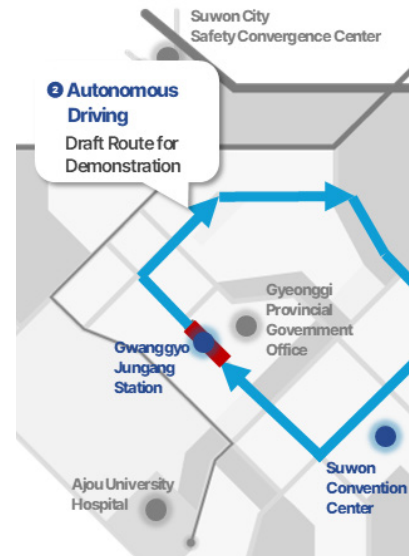 Suwon City
Safety Convergence Center
❷ Autonomous
Driving
Draft Route for
Demonstration
Gyeonggi
Provincial
Government
Office
Gwanggyo
Jungang
Station
Suwon
Convention
Center
Ajou University
Hospital